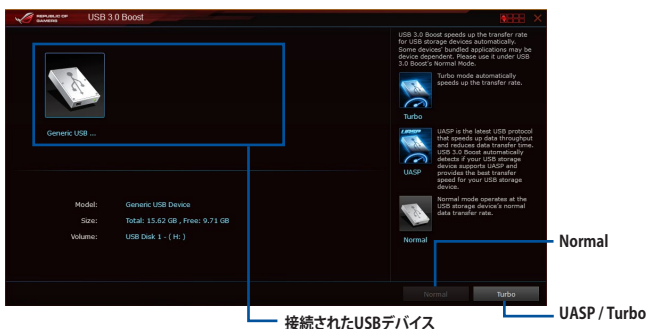 REPUBLIC OF
GAMERS
USB 3.0 Boost
Generic USB ...
Model: Generic USB Device
Size: Total: 15.62 GB , Free: 9.71 GB
Volume: USB Disk 1 - ( H: )
USB 3.0 Boost speeds up the transfer rate
for USB storage devices automatically.
Some devices' bundled applications may be
device dependent. Please use it under USB
3.0 Boost's Normal Mode.
Turbo mode automatically
speeds up the transfer rate.
Turbo
UASP is the latest USB protocol
that speeds up data throughput
and reduces data transfer time.
USB 3.0 Boost automatically
detects if your USB storage
device supports UASP and
provides the best transfer
speed for your USB storage
device.
UASP
Normal mode operates at the
USB storage device's normal
data transfer rate.
Normal
Normal
Turbo
Normal
UASP / Turbo
接続されたUSBデバイス